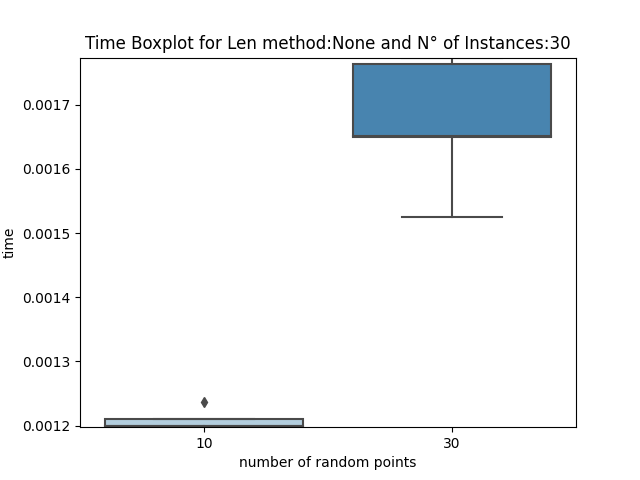 Time Boxplot for Len method:None and N° of Instances:30
0.0017
0.0016
0.0015
0.0014
0.0013
0.0012
time
10
30
number of random points